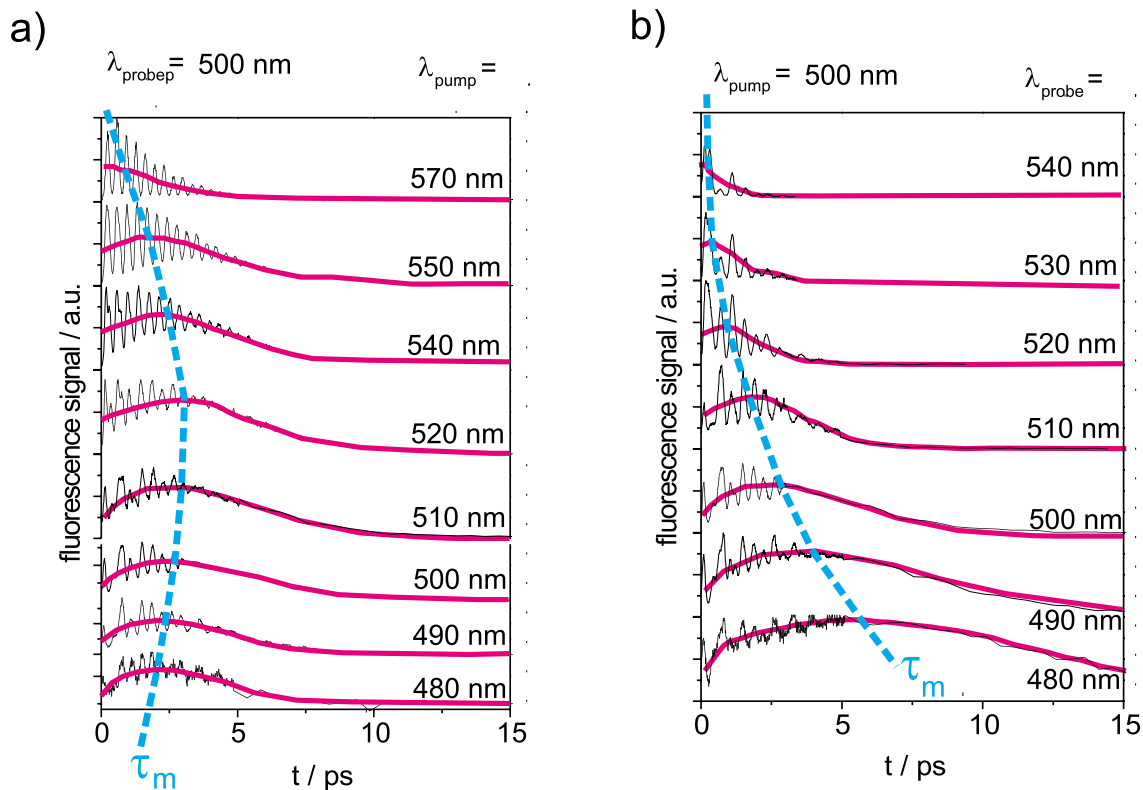 a)
λprobep = 500 nm λpump =
570 nm
550 nm
540 nm
520 nm
510 nm
500 nm
490 nm
480 nm
fluorescence signal / a.u.
0 5 10 15
τm
t / ps
b)
λpump = 500 nm λprobe =
540 nm
530 nm
520 nm
510 nm
500 nm
490 nm
480 nm
fluorescence signal / a.u.
τm
0 5 10 15
t / ps